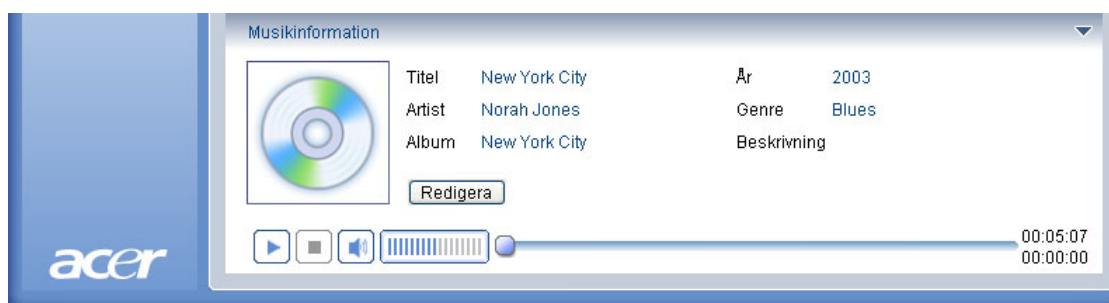 Musikinformation
Titel New York City År 2003
Artist Norah Jones Genre Blues
Album New York City Beskrivning
Redigera
00:05:07
00:00:00
acer